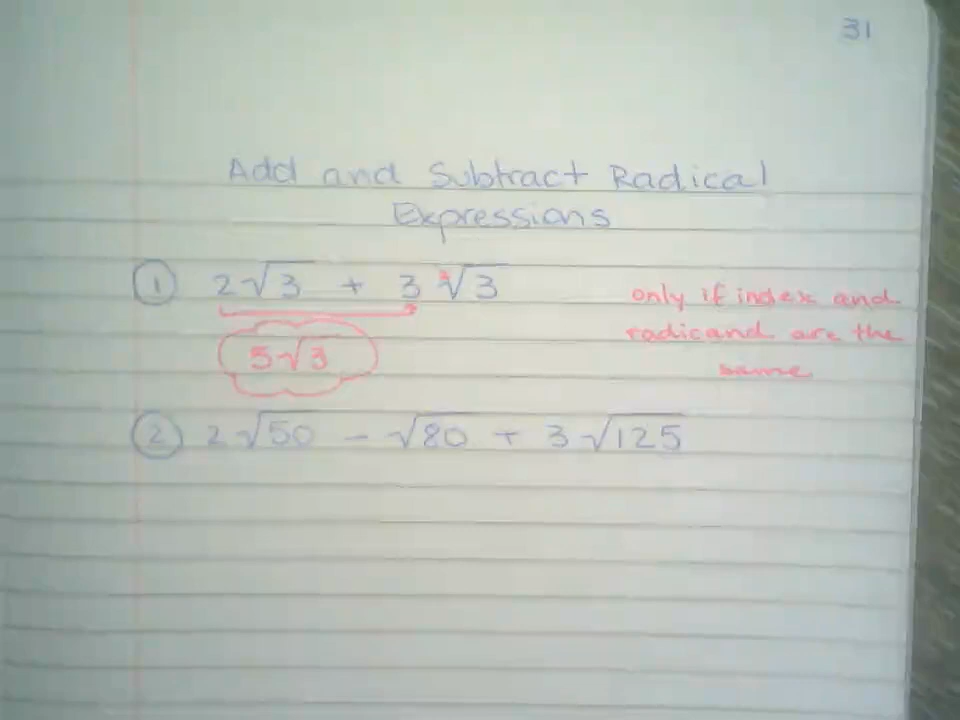 31
Add and Subtract Radical
Expressions
① 2√3 + 3 ³√3
only if index and
radicand are the
same
5√3
② 2√50 - √80 + 3√125